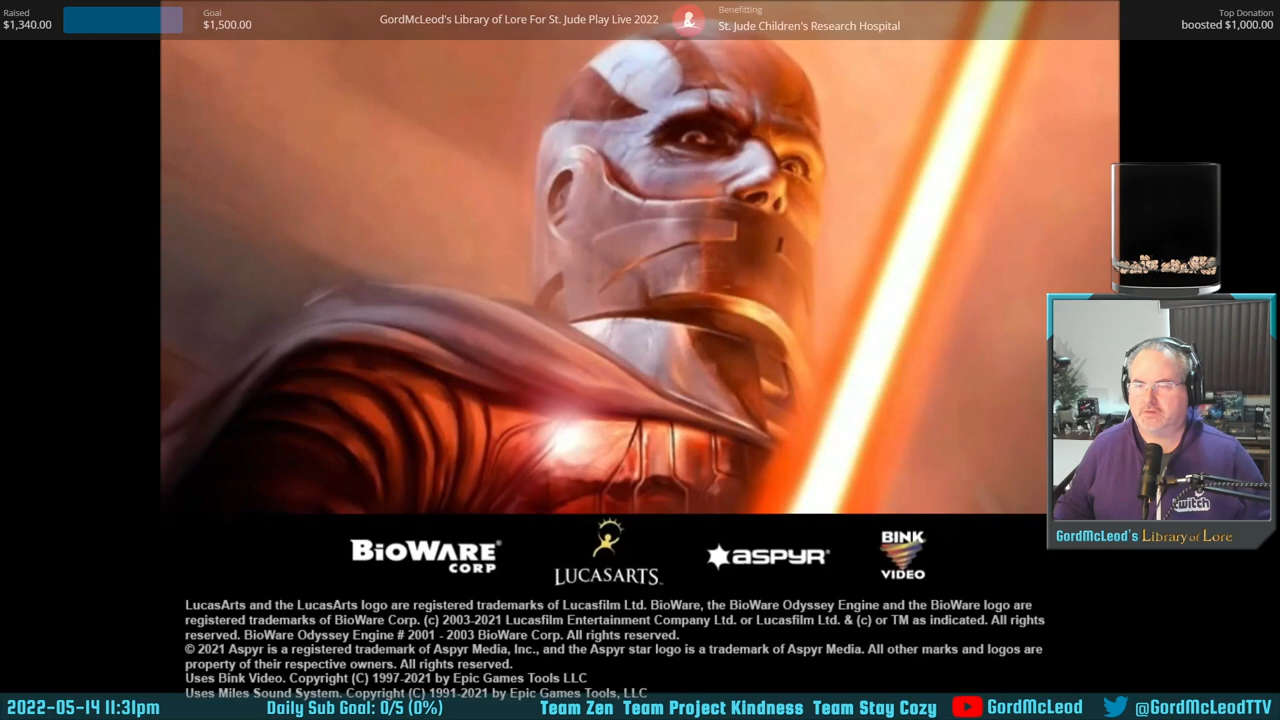 Raised
$1,340.00
Goal
$1,500.00
GordMcLeod's Library of Lore For St. Jude Play Live 2022
Benefitting
St. Jude Children's Research Hospital
Top Donation
boosted $1,000.00
twitch
GordMcLeod's Library of Lore
BIOWARE®
CORP
LUCASARTS™
ASPYR®
BINK
VIDEO
LucasArts and the LucasArts logo are registered trademarks of Lucasfilm Ltd. BioWare, the BioWare Odyssey Engine and the BioWare logo are
registered trademarks of BioWare Corp. (c) 2003-2021 Lucasfilm Entertainment Company Ltd. or Lucasfilm Ltd. & (c) or TM as indicated. All rights
reserved. BioWare Odyssey Engine # 2001 - 2003 BioWare Corp. All rights reserved.
© 2021 Aspyr is a registered trademark of Aspyr Media, Inc., and the Aspyr star logo is a trademark of Aspyr Media. All other marks and logos are
property of their respective owners. All rights reserved.
Uses Bink Video. Copyright (C) 1997-2021 by Epic Games Tools LLC
Uses Miles Sound System. Copyright (C) 1991-2021 by Epic Games Tools, LLC
2022-05-14 11:31pm
Daily Sub Goal: 0/5 (0%)
Team Zen Team Project Kindness Team Stay Cozy
GordMcLeod
@GordMcLeodTTV